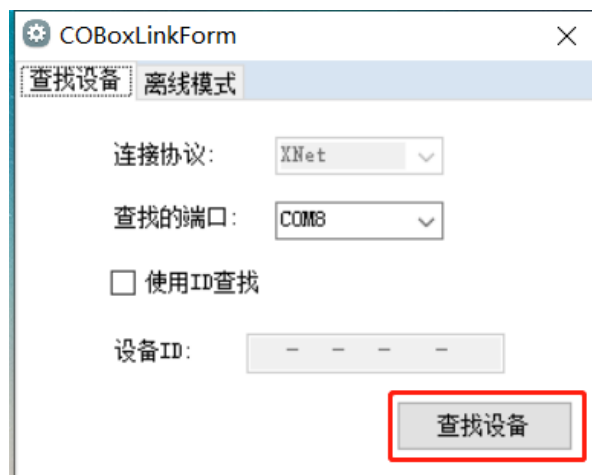 COBoxLinkForm
查找设备 离线模式
连接协议: XNet
查找的端口: COM8
使用ID查找
设备ID: - - - -
查找设备